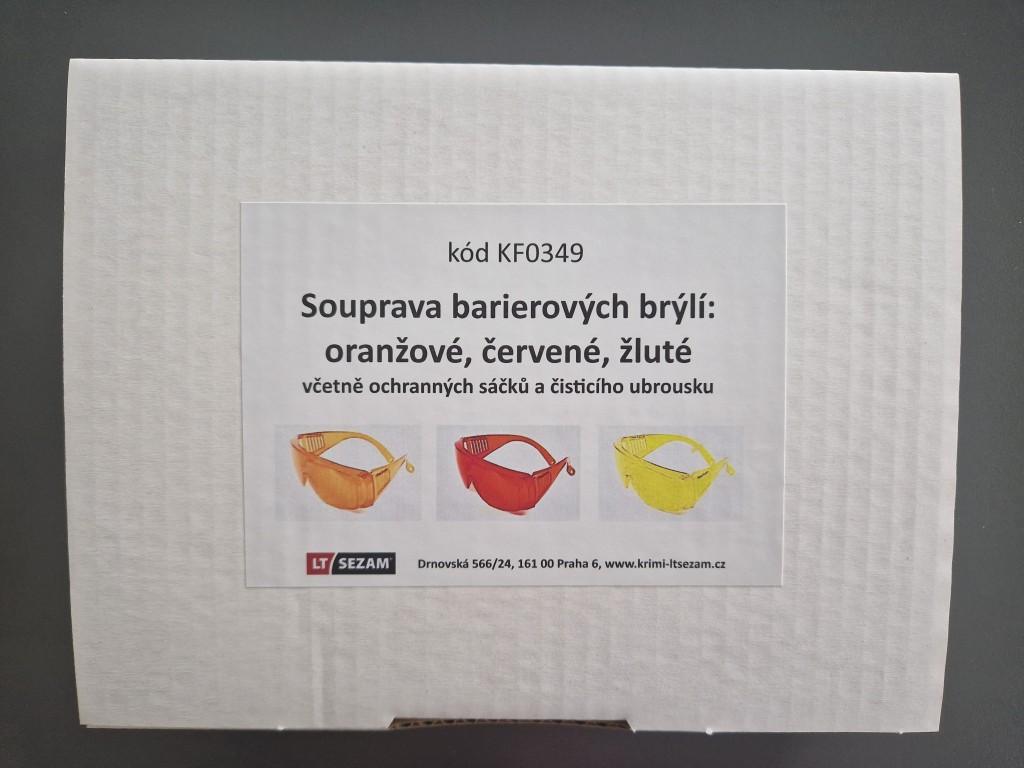 kód KF0349
Souprava barierových brýlí:
oranžové, červené, žluté
včetně ochranných sáčků a čisticího ubrousku
LT SEZAM® Drnovská 566/24, 161 00 Praha 6, www.krimi-ltsezam.cz